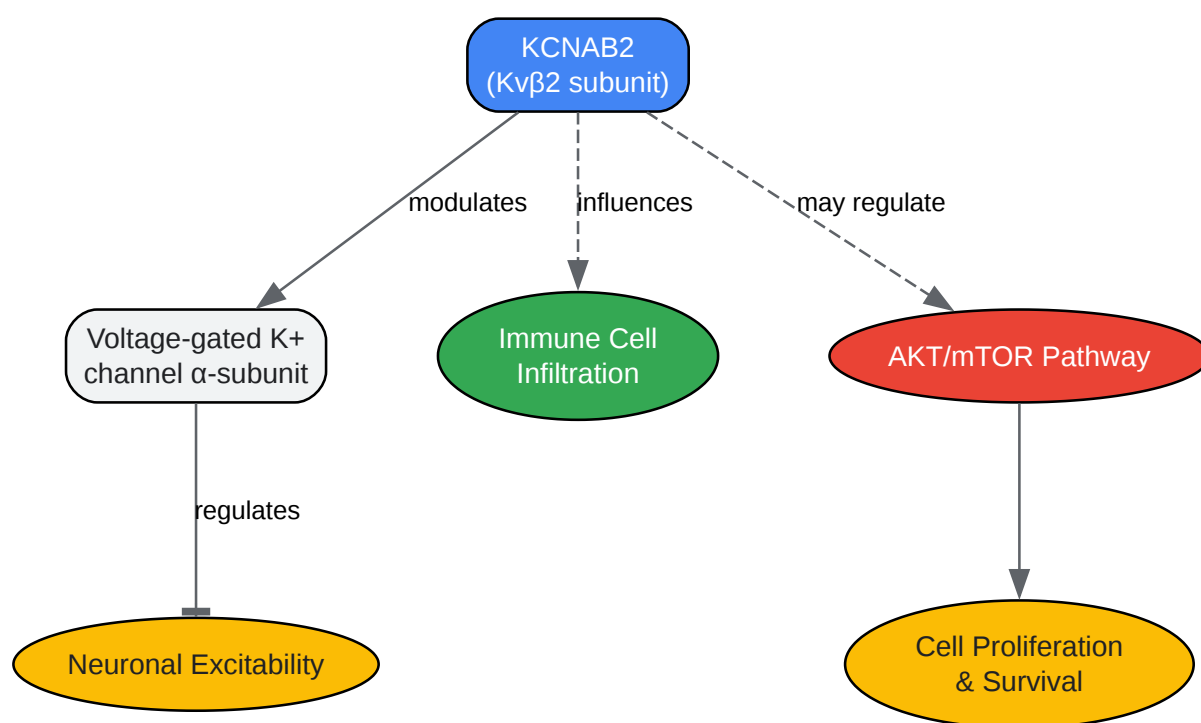 KCNAB2
(Kvβ2 subunit)
modulates
influences
may regulate
Voltage-gated K+
channel α-subunit
Immune Cell
Infiltration
AKT/mTOR Pathway
regulates
Neuronal Excitability
Cell Proliferation
& Survival